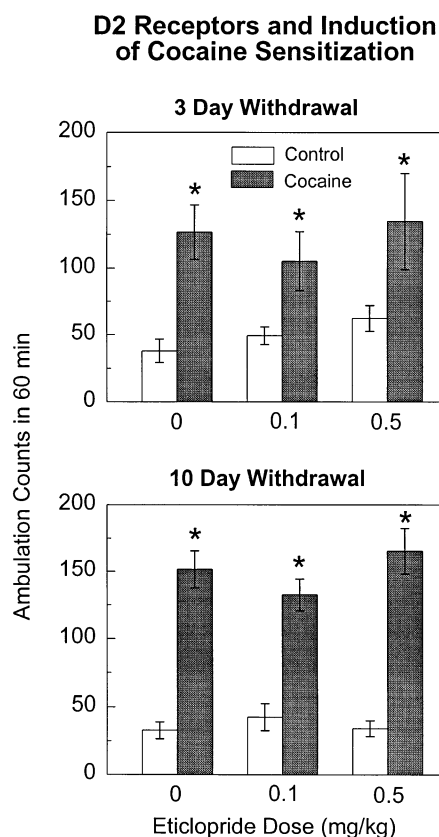 D2 Receptors and Induction
of Cocaine Sensitization
3 Day Withdrawal
200
150
100
50
0
Control
Cocaine
*
*
*
0
0.1
0.5
Ambulation Counts in 60 min
10 Day Withdrawal
200
150
100
50
0
*
*
*
0
0.1
0.5
Eticlopride Dose (mg/kg)